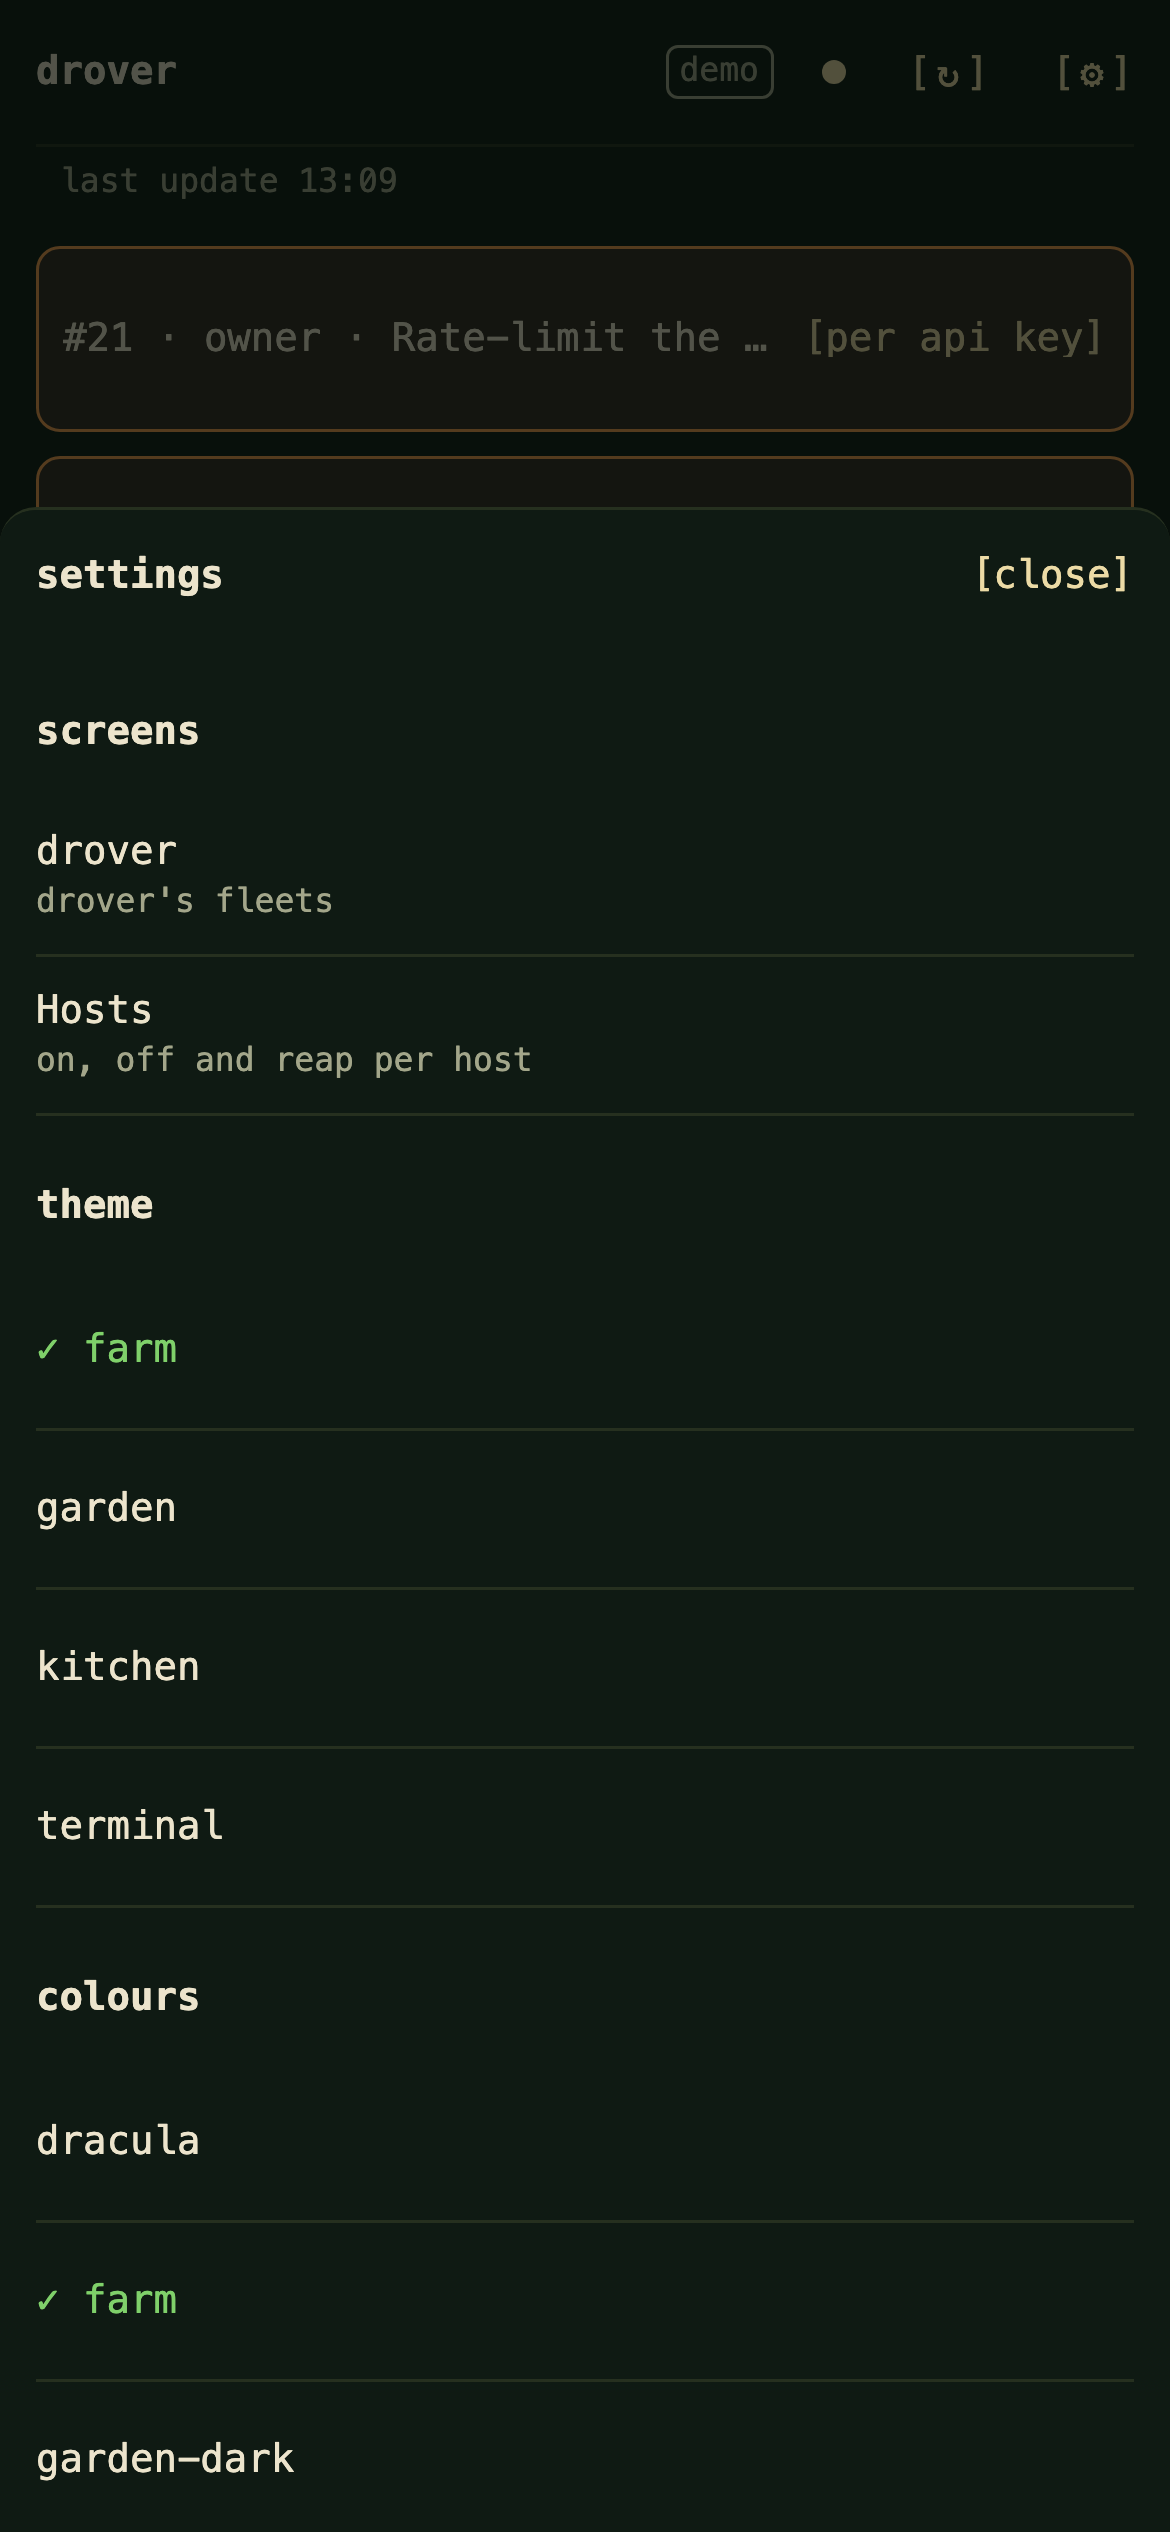 drover demo ● [↻] [⚙]
last update 13:09
#21 · owner · Rate-limit the … [per api key]
settings [close]
screens
drover
drover's fleets
Hosts
on, off and reap per host
theme
✓ farm
garden
kitchen
terminal
colours
dracula
✓ farm
garden-dark